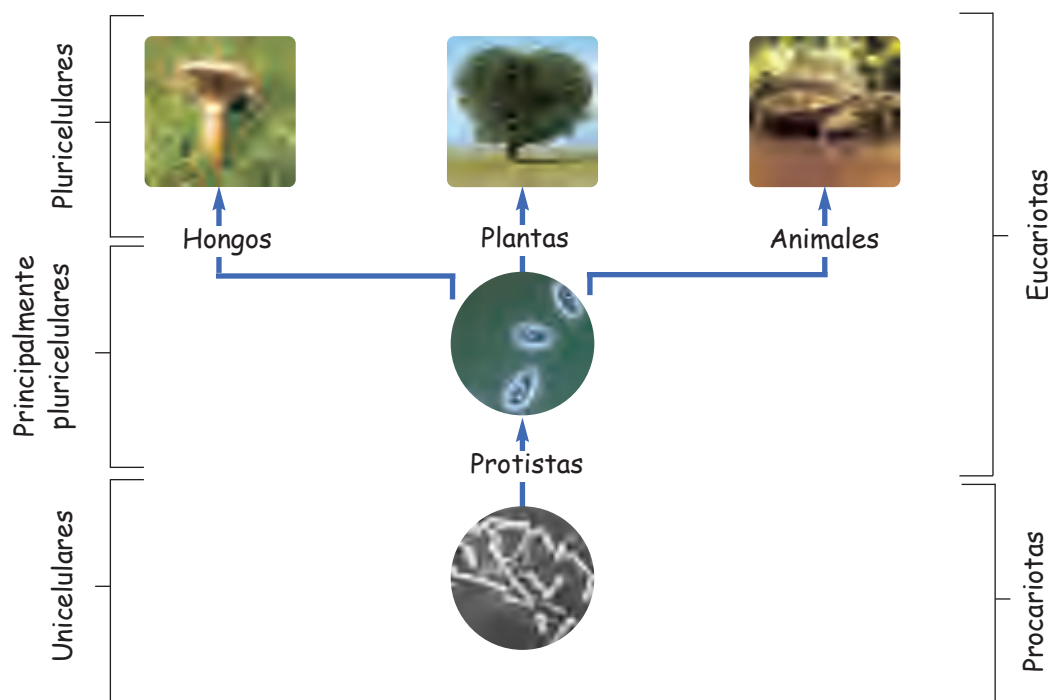 Pluricelulares
Hongos
Plantas
Animales
Eucariotas
Principalmente
pluricelulares
Protistas
Unicelulares
Procariotas